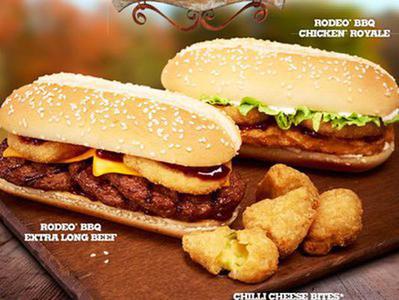 RODEO® BBQ
CHICKEN® ROYALE
RODEO® BBQ
EXTRA LONG BEEF
CHILLI CHEESE BITES*